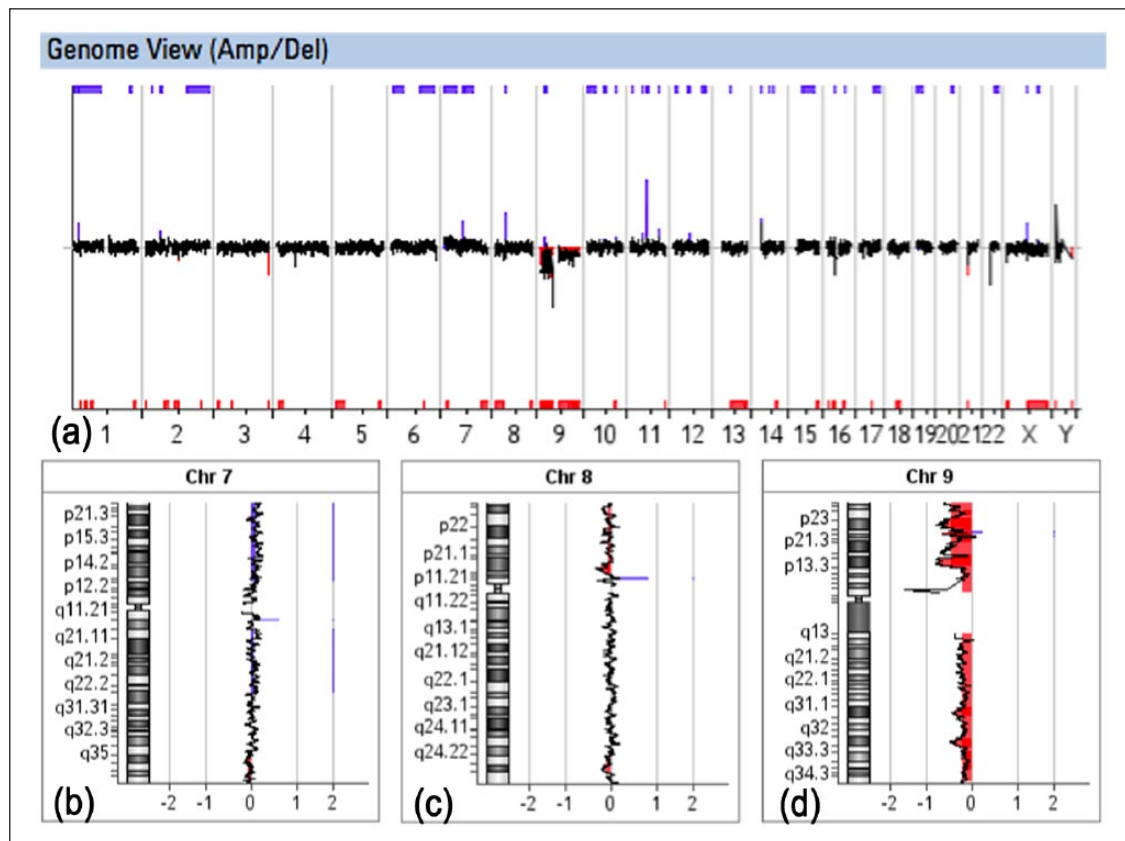 Genome View (Amp/Del)
(a) 1 2 3 4 5 6 7 8 9 10 11 12 13 14 15 16 17 18 19 20 21 22 X Y
Chr 7
p21.3
p15.3
p14.2
p12.2
q11.21
q21.11
q21.2
q22.2
q31.31
q32.3
q35
(b) -2 -1 0 1 2
Chr 8
p22
p21.1
p11.21
q11.22
q13.1
q21.12
q22.1
q23.1
q24.11
q24.22
(c) -2 -1 0 1 2
Chr 9
p23
p21.3
p13.3
q13
q21.2
q22.1
q31.1
q32
q33.3
q34.3
(d) -2 -1 0 1 2